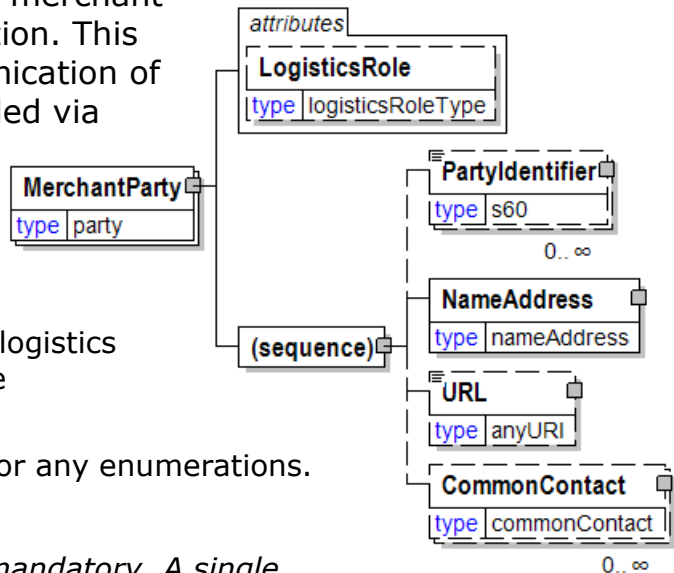 merchant
attributes
tion. This
LogisticsRole
nication of
type logisticsRoleType
led via
PartyIdentifier
MerchantParty
type s60
type party
0.. ∞
NameAddress
logistics
(sequence)
type nameAddress
e
URL
type anyURI
or any enumerations.
CommonContact
type commonContact
mandatory. A single
0.. ∞